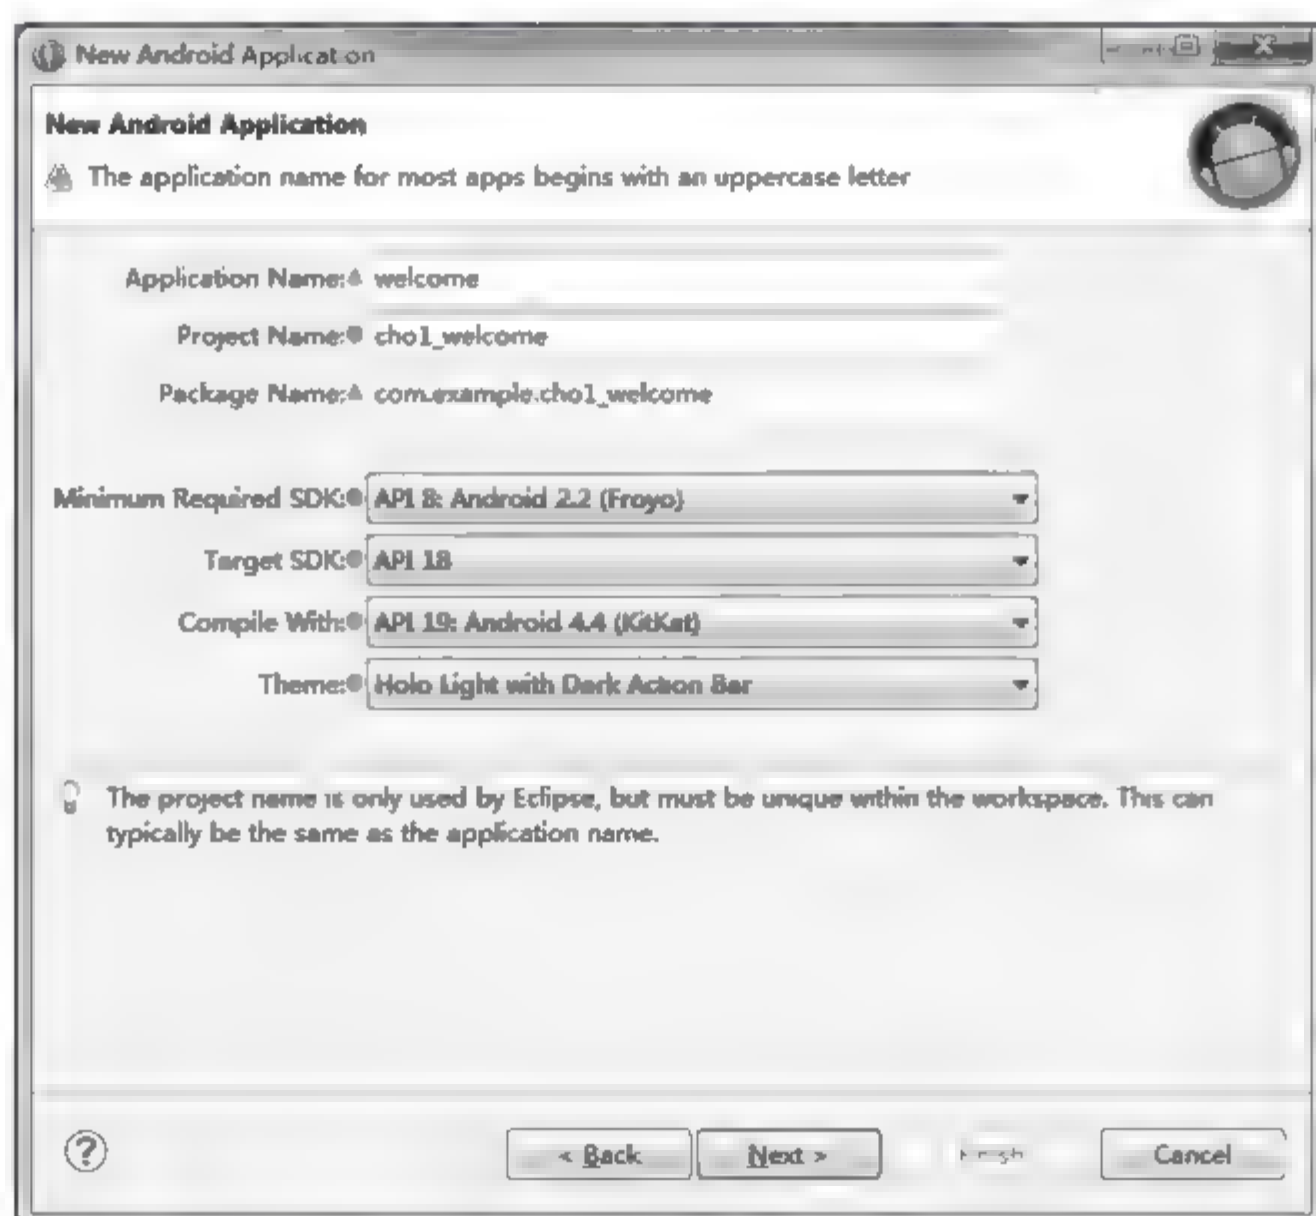 New Android Application
New Android Application
The application name for most apps begins with an uppercase letter
Application Name: welcome
Project Name: cho1_welcome
Package Name: com.example.cho1_welcome
Minimum Required SDK: API 8: Android 2.2 (Froyo)
Target SDK: API 18
Compile With: API 19: Android 4.4 (KitKat)
Theme: Holo Light with Dark Action Bar
The project name is only used by Eclipse, but must be unique within the workspace. This can
typically be the same as the application name.
? < Back Next > Cancel